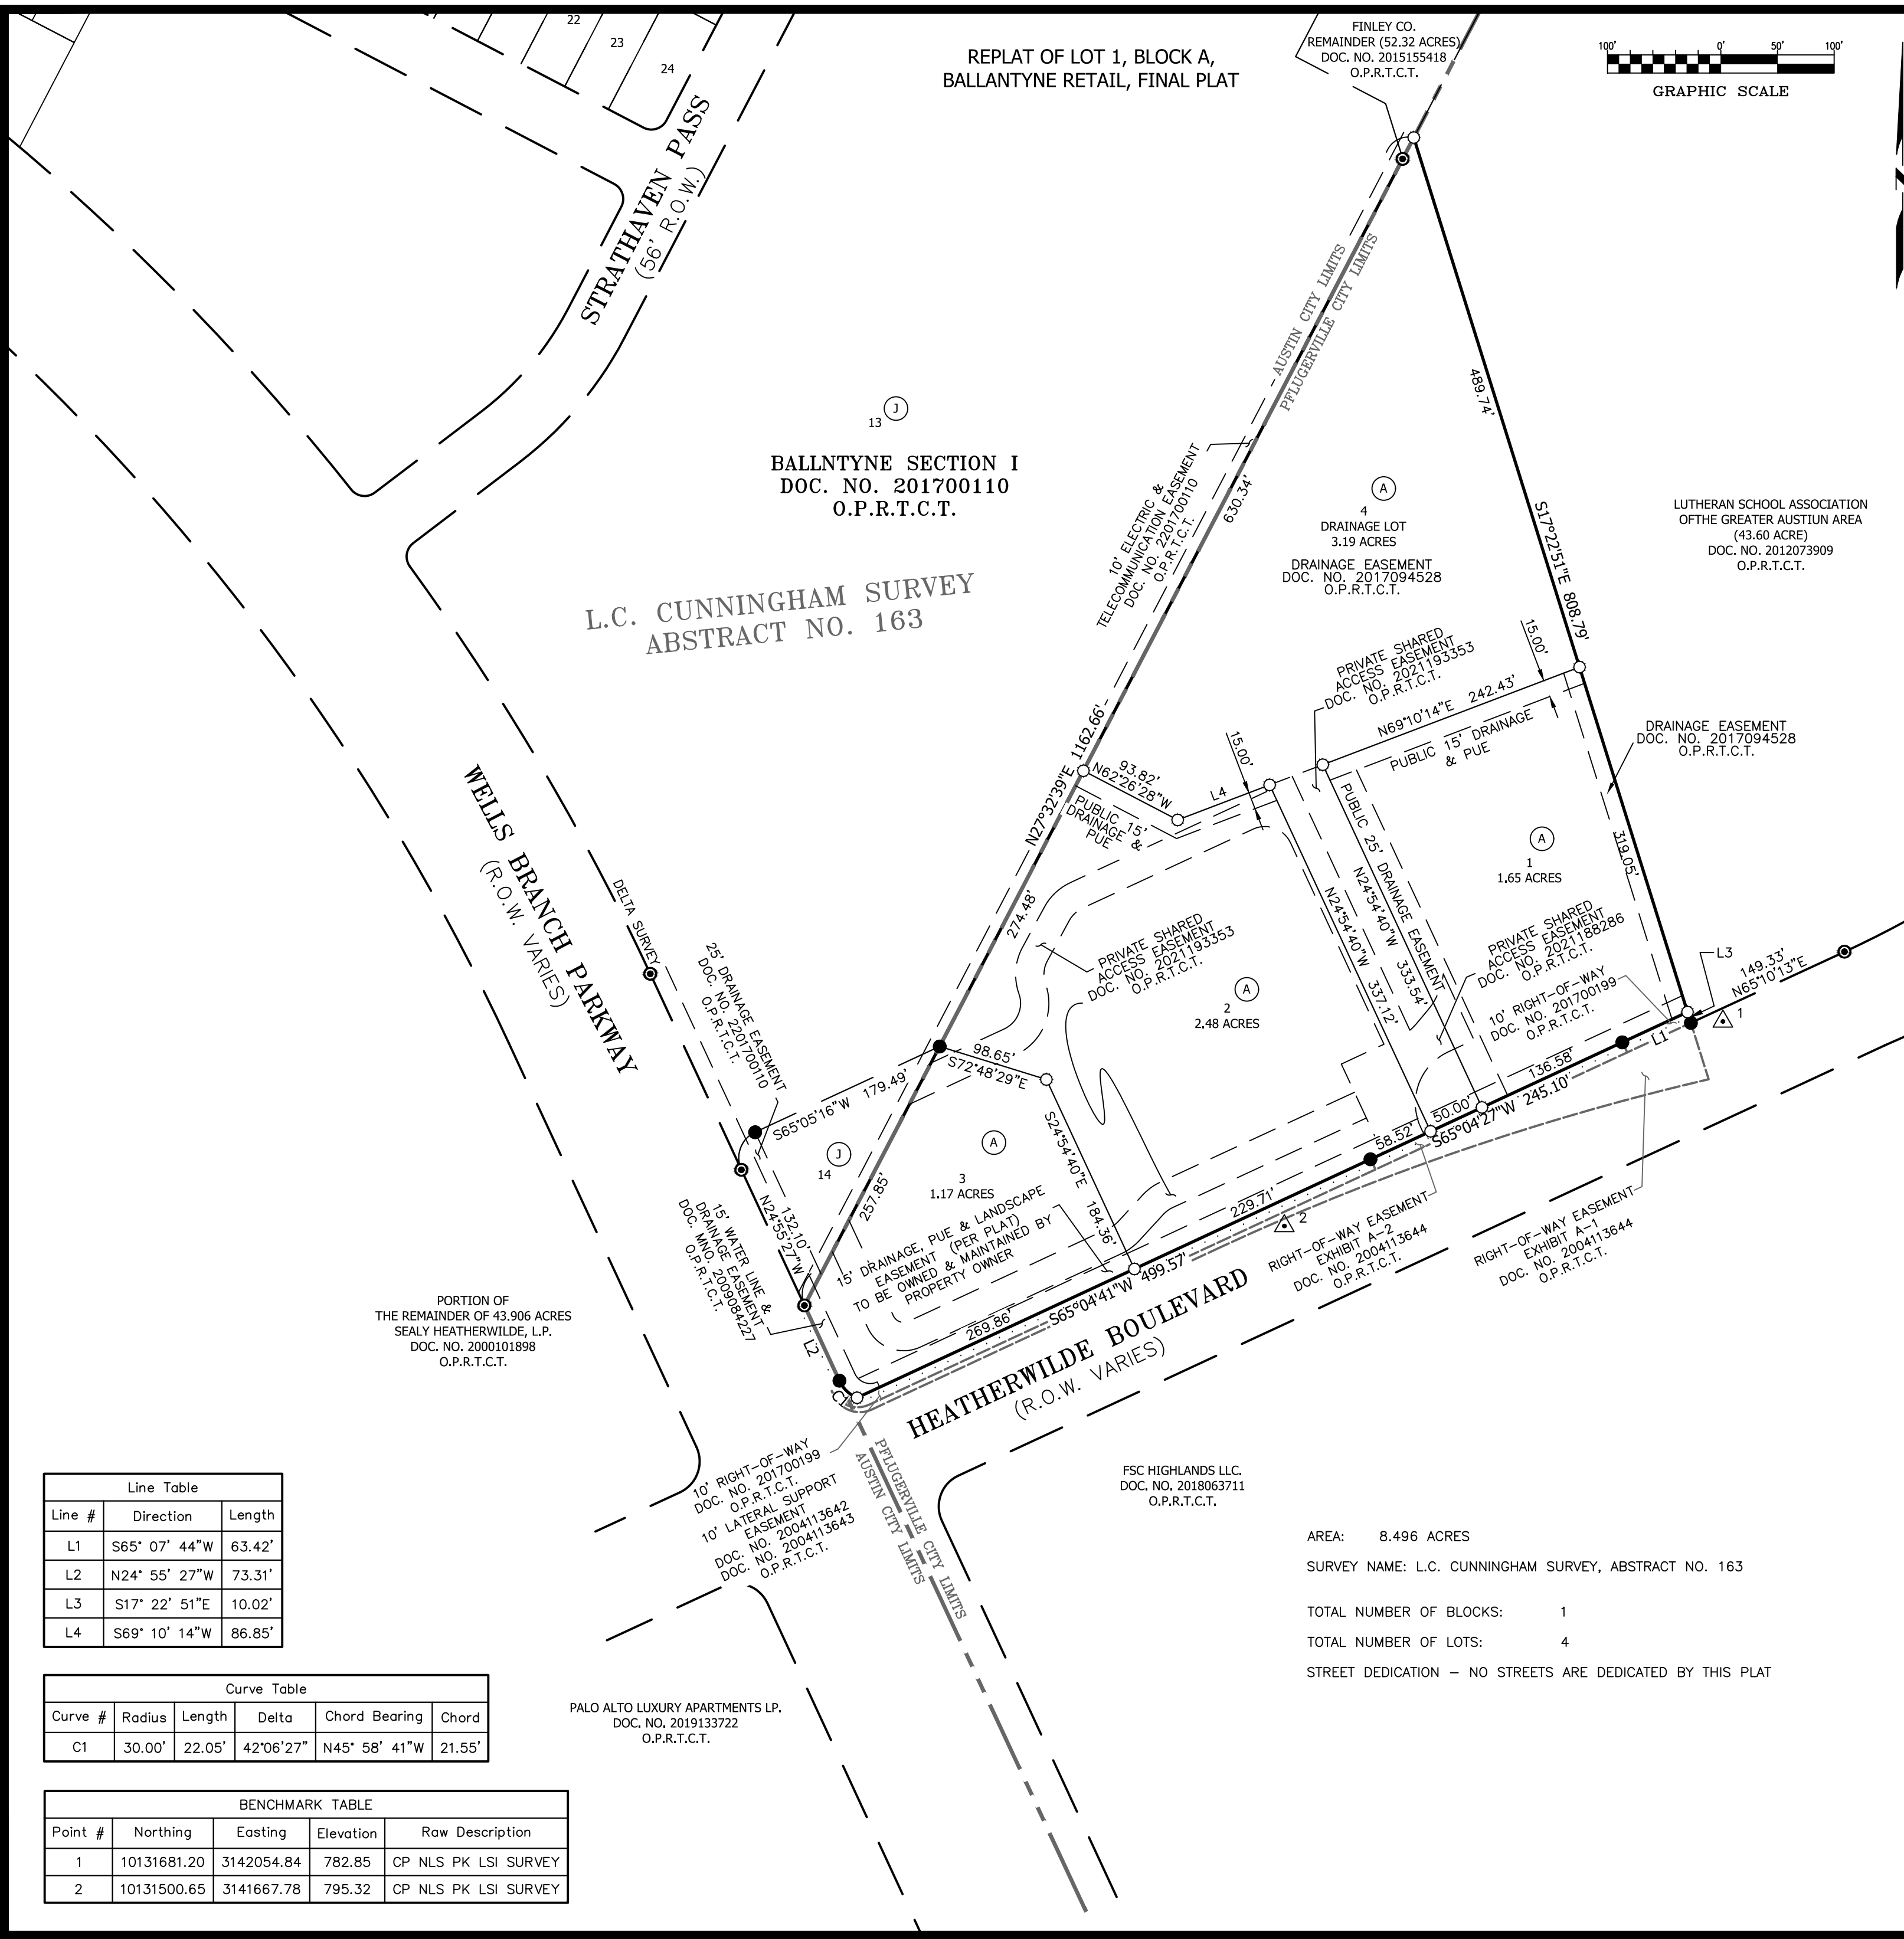 22
23
24
STRATHAVEN PASS
(56' R.O.W.)
REPLAT OF LOT 1, BLOCK A,
BALLANTYNE RETAIL, FINAL PLAT
FINLEY CO.
REMAINDER (52.32 ACRES)
DOC. NO. 2015155418
O.P.R.T.C.T.
100' 0' 50' 100'
GRAPHIC SCALE
AUSTIN CITY LIMITS
PFLUGERVILLE CITY LIMITS
489.74'
S17°22'51"E 808.79'
J
13
BALLNTYNE SECTION I
DOC. NO. 201700110
O.P.R.T.C.T.
L.C. CUNNINGHAM SURVEY
ABSTRACT NO. 163
10' ELECTRIC &
TELECOMMUNICATION EASEMENT
DOC. NO. 2201700110
O.P.R.T.C.T.
630.34'
A
4
DRAINAGE LOT
3.19 ACRES
DRAINAGE EASEMENT
DOC. NO. 2017094528
O.P.R.T.C.T.
LUTHERAN SCHOOL ASSOCIATION
OFTHE GREATER AUSTIUN AREA
(43.60 ACRE)
DOC. NO. 2012073909
O.P.R.T.C.T.
PRIVATE SHARED
ACCESS EASEMENT
DOC. NO. 2021193353
O.P.R.T.C.T.
15.00'
N69°10'14"E 242.43'
PUBLIC 15' DRAINAGE
& PUE
DRAINAGE EASEMENT
DOC. NO. 2017094528
O.P.R.T.C.T.
N27°32'39"E 1162.66'
93.82'
N62°26'28"W
L4
15.00'
PUBLIC 15'
DRAINAGE &
PUE
PUBLIC 25' DRAINAGE EASEMENT
N24°54'40"W 333.54'
N24°54'40"W 337.12'
A
1
1.65 ACRES
319.05'
WELLS BRANCH PARKWAY
(R.O.W. VARIES)
DELTA SURVEY
25' DRAINAGE EASEMENT
DOC. NO. 2201700110
O.P.R.T.C.T.
274.48'
PRIVATE SHARED
ACCESS EASEMENT
DOC. NO. 2021193353
O.P.R.T.C.T.
A
2
2.48 ACRES
PRIVATE SHARED
ACCESS EASEMENT
DOC. NO. 2021188286
O.P.R.T.C.T.
10' RIGHT-OF-WAY
DOC. NO. 201700199
O.P.R.T.C.T.
L3
149.33'
N65°10'13"E
1
L1
136.58'
S65°04'27"W 245.10'
50.00'
58.52'
98.65'
S72°48'29"E
S65°05'16"W 179.49'
S24°54'40"E 184.36'
J
14
A
3
1.17 ACRES
257.85'
132.10'
N24°55'27"W
15' WATER LINE &
DRAINAGE EASEMENT
DOC. MNO. 2009084227
O.P.R.T.C.T.
15' DRAINAGE, PUE & LANDSCAPE
EASEMENT (PER PLAT)
TO BE OWNED & MAINTAINED BY
PROPERTY OWNER
229.71'
2
S65°04'41"W 499.57'
269.86'
L2
C1
RIGHT-OF-WAY EASEMENT
EXHIBIT A-2
DOC. NO. 2004113644
O.P.R.T.C.T.
RIGHT-OF-WAY EASEMENT
EXHIBIT A-1
DOC. NO. 2004113644
O.P.R.T.C.T.
HEATHERWILDE BOULEVARD
(R.O.W. VARIES)
PORTION OF
THE REMAINDER OF 43.906 ACRES
SEALY HEATHERWILDE, L.P.
DOC. NO. 2000101898
O.P.R.T.C.T.
10' RIGHT-OF-WAY
DOC. NO. 201700199
O.P.R.T.C.T.
10' LATERAL SUPPORT
EASEMENT
DOC. NO. 2004113642
DOC. NO. 2004113643
O.P.R.T.C.T.
PFLUGERVILLE CITY LIMITS
AUSTIN CITY LIMITS
FSC HIGHLANDS LLC.
DOC. NO. 2018063711
O.P.R.T.C.T.
PALO ALTO LUXURY APARTMENTS LP.
DOC. NO. 2019133722
O.P.R.T.C.T.
AREA: 8.496 ACRES
SURVEY NAME: L.C. CUNNINGHAM SURVEY, ABSTRACT NO. 163
TOTAL NUMBER OF BLOCKS: 1
TOTAL NUMBER OF LOTS: 4
STREET DEDICATION – NO STREETS ARE DEDICATED BY THIS PLAT
Line Table
Line # Direction Length
L1 S65° 07' 44"W 63.42'
L2 N24° 55' 27"W 73.31'
L3 S17° 22' 51"E 10.02'
L4 S69° 10' 14"W 86.85'
Curve Table
Curve # Radius Length Delta Chord Bearing Chord
C1 30.00' 22.05' 42°06'27" N45° 58' 41"W 21.55'
BENCHMARK TABLE
Point # Northing Easting Elevation Raw Description
1 10131681.20 3142054.84 782.85 CP NLS PK LSI SURVEY
2 10131500.65 3141667.78 795.32 CP NLS PK LSI SURVEY